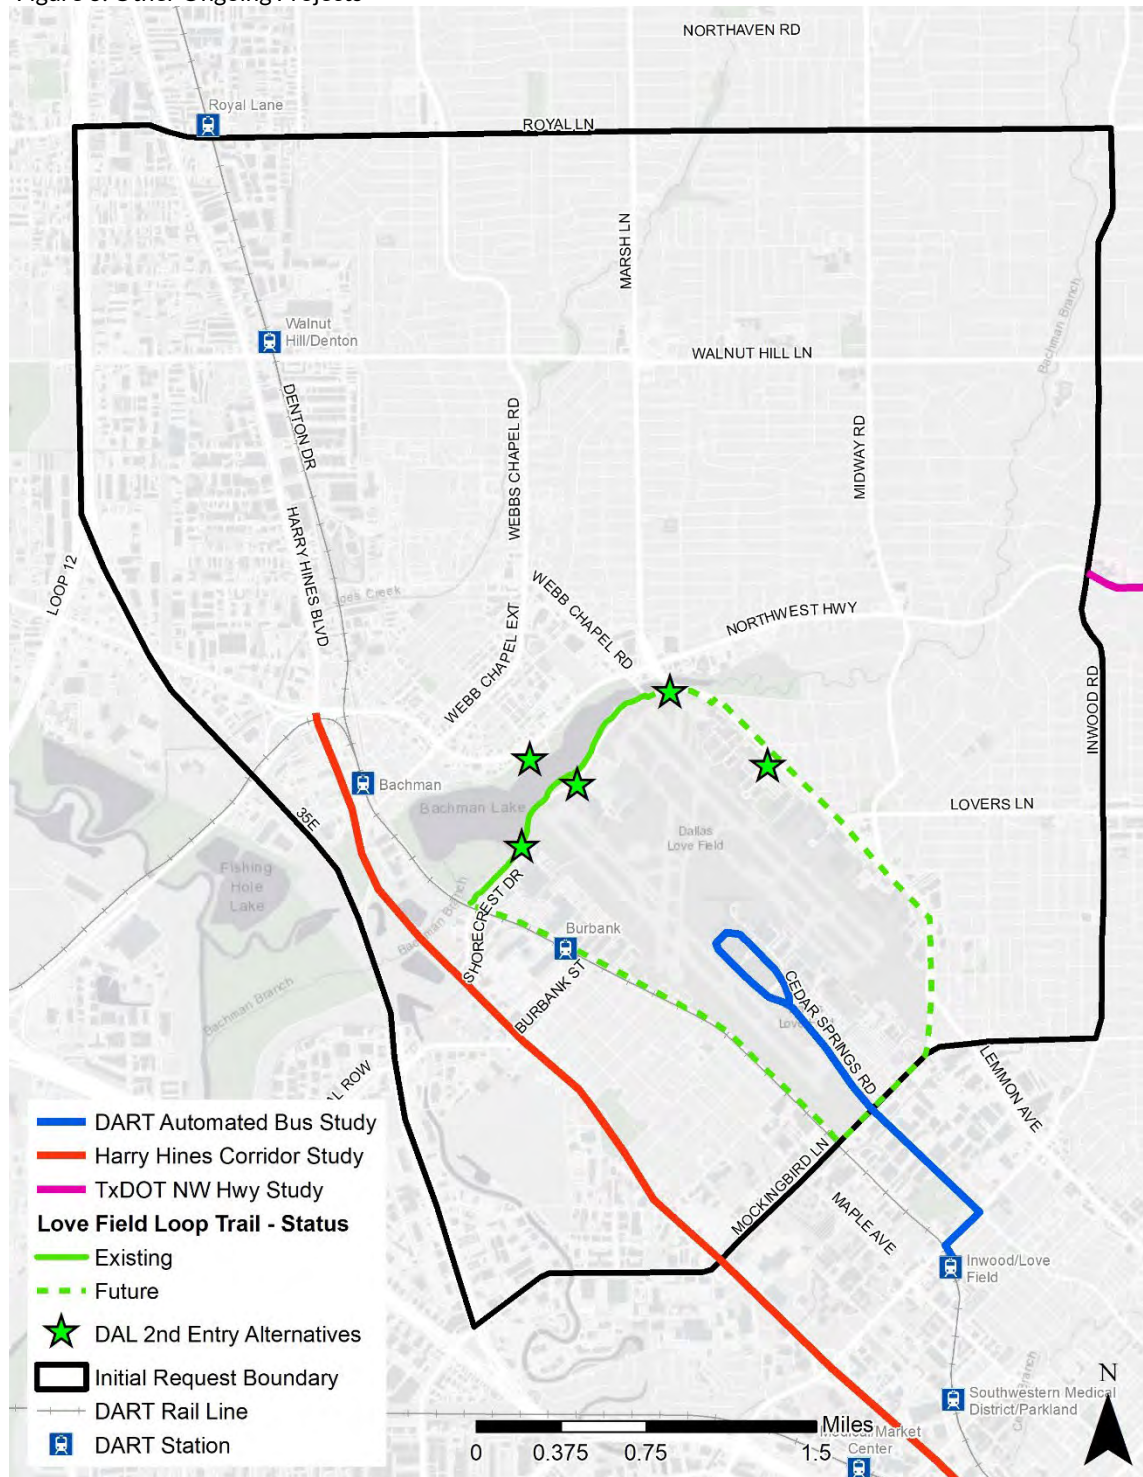 Figure 6. Other Ongoing Projects
NORTHAVEN RD
Royal Lane
ROYAL LN
MARSH LN
Bachman Branch
Walnut
Hill/Denton
WALNUT HILL LN
DENTON DR
WEBBS CHAPEL RD
MIDWAY RD
HARRY HINES BLVD
LOOP 12
WEBB CHAPEL RD
NORTHWEST HWY
WEBB CHAPEL EXT
INWOOD RD
Bachman
Bachman Lake
LOVERS LN
35E
Dallas
Love Field
Fishing
Hole
Lake
SHORECREST DR
Bachman Branch
Burbank
BURBANK ST
Bachman Branch
CEDAR SPRINGS RD
LEMMON AVE
MOCKINGBIRD LN
MAPLE AVE
Inwood/Love
Field
DART Automated Bus Study
Harry Hines Corridor Study
TxDOT NW Hwy Study
Love Field Loop Trail - Status
Existing
Future
DAL 2nd Entry Alternatives
Initial Request Boundary
DART Rail Line
DART Station
N
Southwestern Medical
District/Parkland
Miles
0 0.375 0.75 1.5
Market
Center